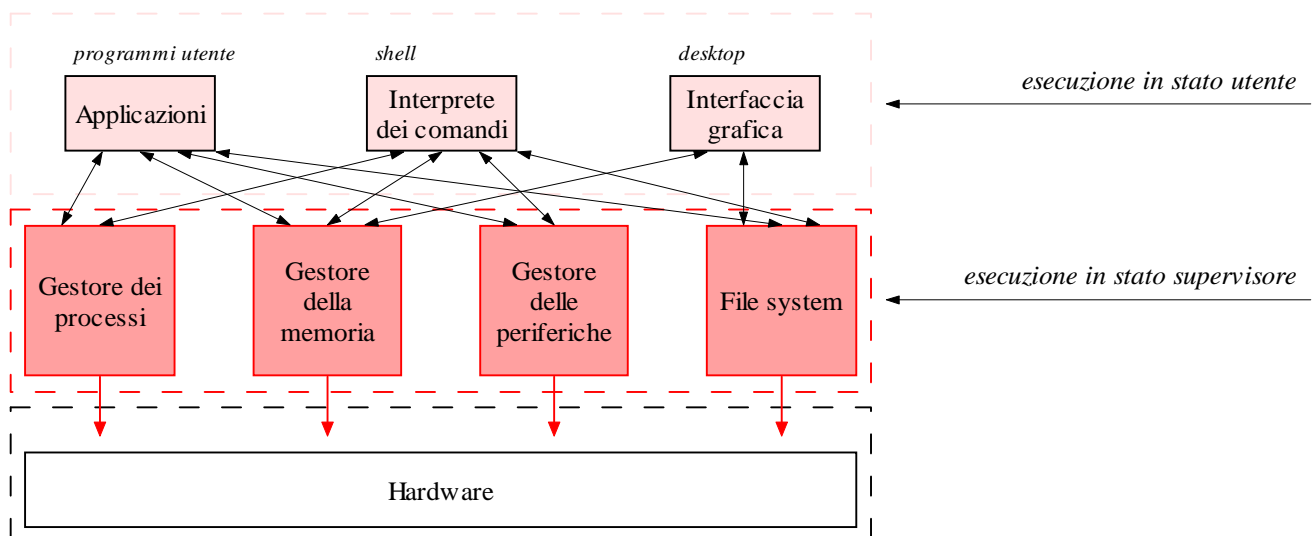 programmi utente
shell
desktop
esecuzione in stato utente
Applicazioni
Interprete
dei comandi
Interfaccia
grafica
Gestore dei
processi
Gestore
della
memoria
Gestore
delle
periferiche
File system
esecuzione in stato supervisore
Hardware